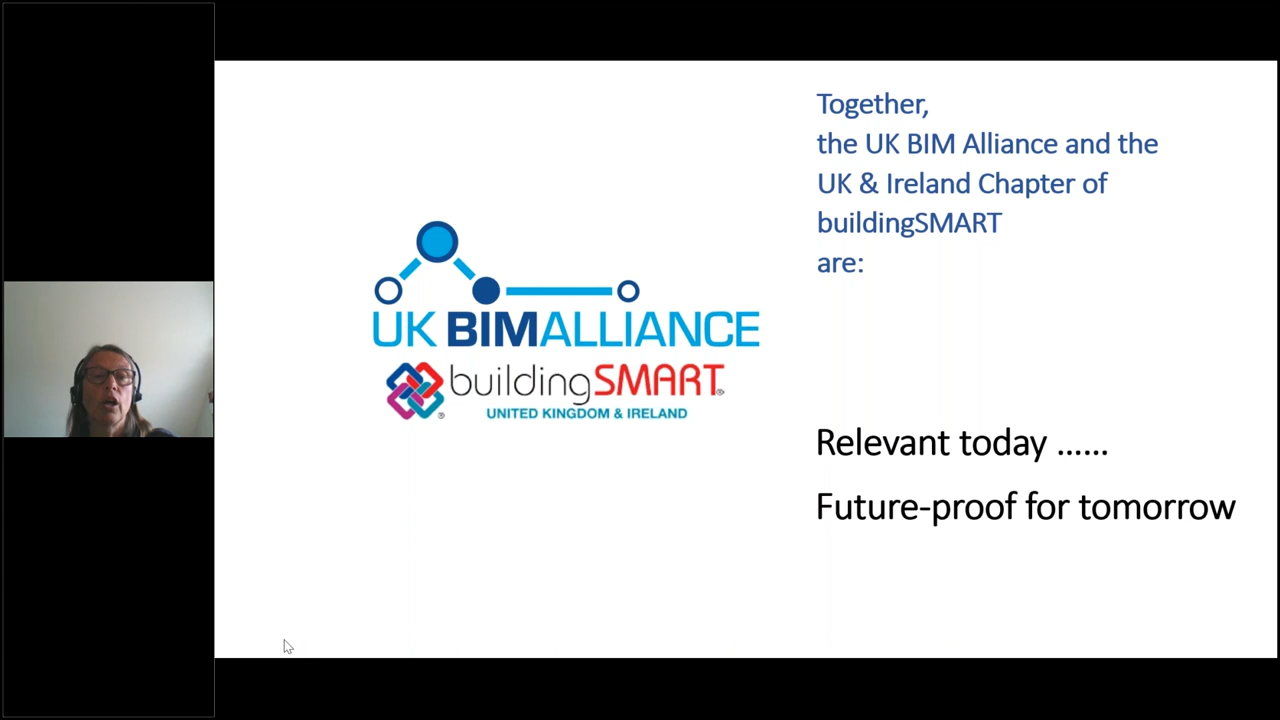 Together,
the UK BIM Alliance and the
UK & Ireland Chapter of
buildingSMART
are:
UK BIMALLIANCE
buildingSMART®
®
UNITED KINGDOM & IRELAND
Relevant today ......
Future-proof for tomorrow